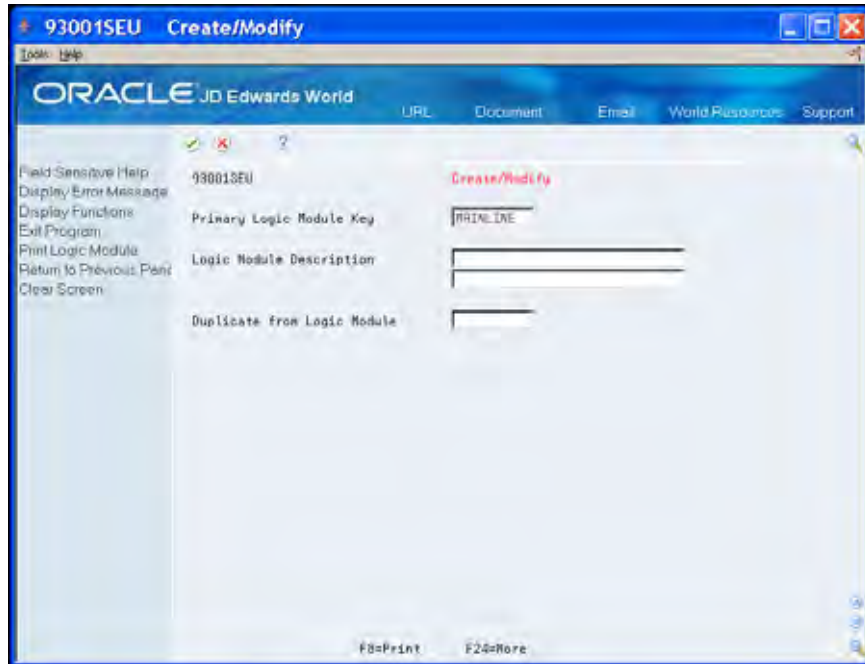 93001SEU Create/Modify
Tools Help
ORACLE JD Edwards World
URL Document Email World Resources Support
?
Field Sensitive Help
Display Error Message
Display Functions
Exit Program
Print Logic Module
Return to Previous Pane
Clear Screen
93001SEU Create/Modify
Primary Logic Module Key MAINLINE
Logic Module Description
Duplicate from Logic Module
F8=Print F24=More